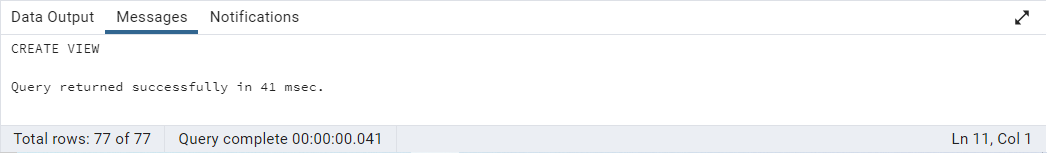 Data Output Messages Notifications
CREATE VIEW
Query returned successfully in 41 msec.
Total rows: 77 of 77 Query complete 00:00:00.041 Ln 11, Col 1